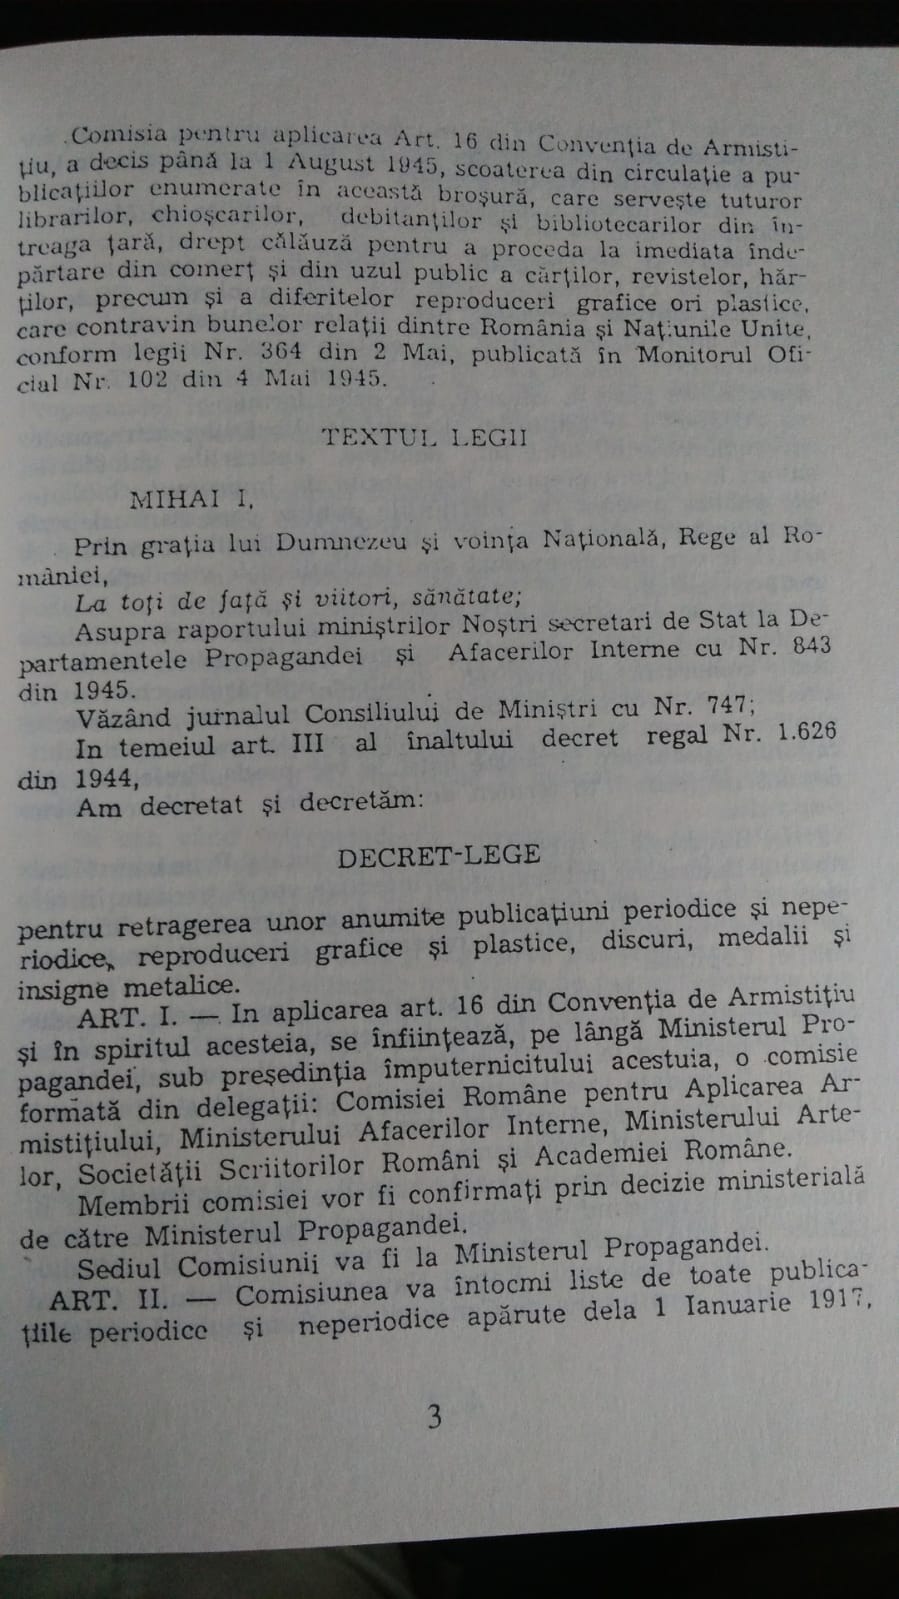 Comisia pentru aplicarea Art. 16 din Convenția de Armisti-
țiu, a decis până la 1 August 1945, scoaterea din circulație a pu-
blicațiilor enumerate în această broșură, care servește tuturor
librarilor, chioșcarilor, debitanților și bibliotecarilor din în-
treaga țară, drept călăuză pentru a proceda la imediata înde-
părtare din comerț și din uzul public a cărților, revistelor, hăr-
ților, precum și a diferitelor reproduceri grafice ori plastice,
care contravin bunelor relații dintre România și Națiunile Unite,
conform legii Nr. 364 din 2 Mai, publicată în Monitorul Ofi-
cial Nr. 102 din 4 Mai 1945.
TEXTUL LEGII
MIHAI I,
Prin grația lui Dumnezeu și voința Națională, Rege al Ro-
mâniei,
La toți de față și viitori, sănătate;
Asupra raportului miniștrilor Noștri secretari de Stat la De-
partamentele Propagandei și Afacerilor Interne cu Nr. 843
din 1945.
Văzând jurnalul Consiliului de Miniștri cu Nr. 747;
In temeiul art. III al înaltului decret regal Nr. 1.626
din 1944,
Am decretat și decretăm:
DECRET-LEGE
pentru retragerea unor anumite publicațiuni periodice și nepe-
riodice, reproduceri grafice și plastice, discuri, medalii și
insigne metalice.
ART. I. — In aplicarea art. 16 din Convenția de Armistițiu
și în spiritul acesteia, se înființează, pe lângă Ministerul Pro-
pagandei, sub președinția împuternicitului acestuia, o comisie
formată din delegații: Comisiei Române pentru Aplicarea Ar-
mistițiului, Ministerului Afacerilor Interne, Ministerului Arte-
lor, Societății Scriitorilor Români și Academiei Române.
Membrii comisiei vor fi confirmați prin decizie ministerială
de către Ministerul Propagandei.
Sediul Comisiunii va fi la Ministerul Propagandei.
ART. II. — Comisiunea va întocmi liste de toate publica-
țiile periodice și neperiodice apărute dela 1 Ianuarie 1917,
3